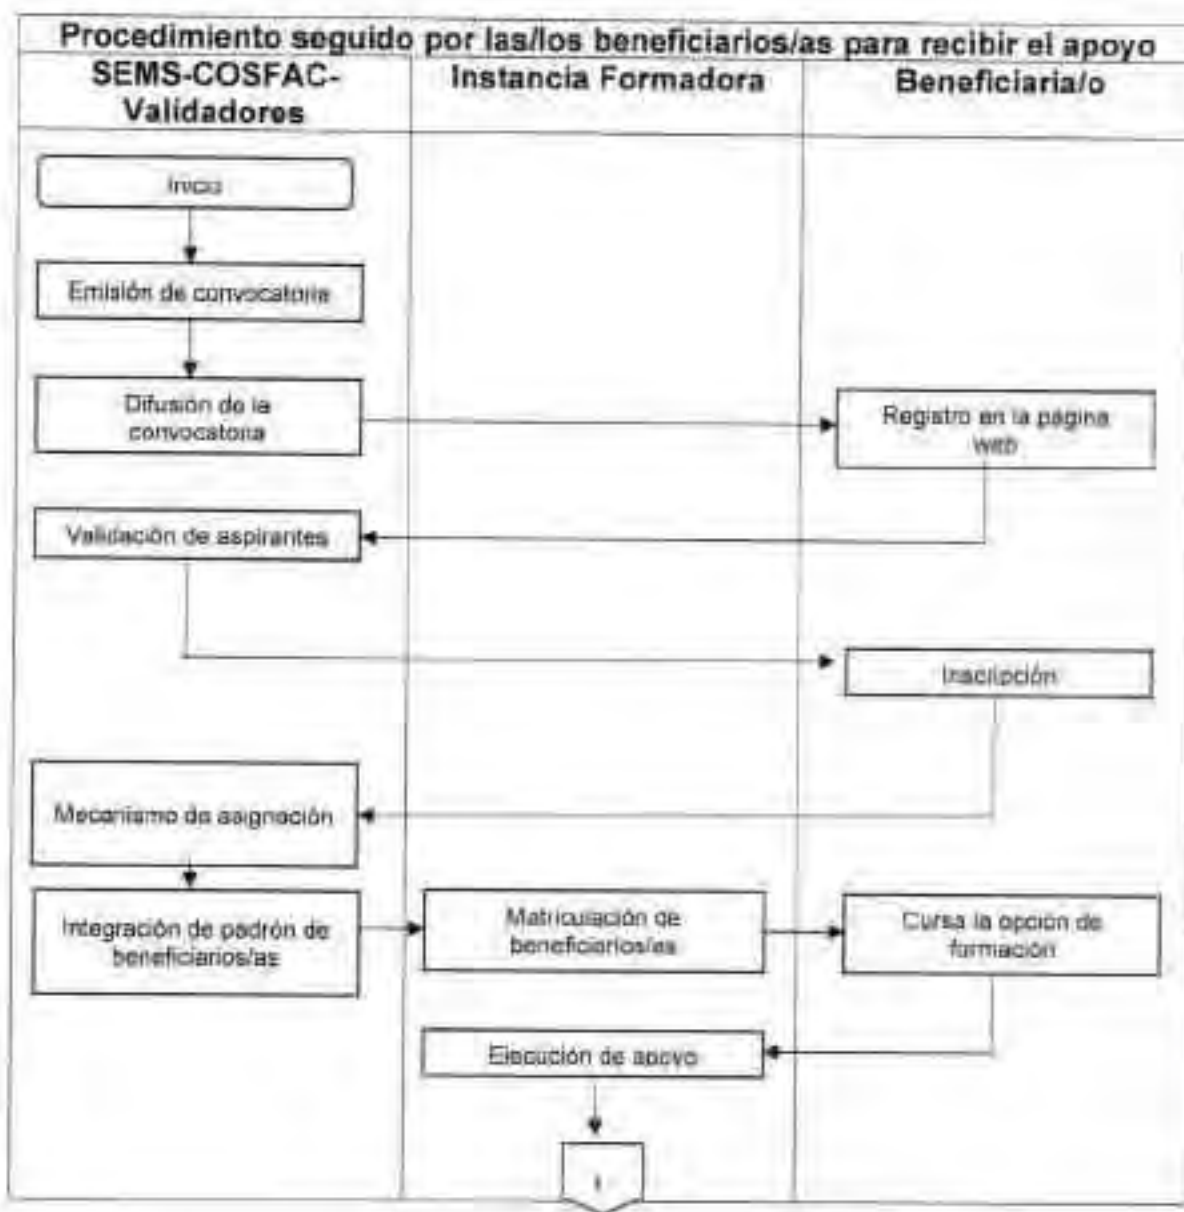 Procedimiento seguido por las/los beneficiarios/as para recibir el apoyo
SEMS-COSFAC-
Validadores
Instancia Formadora
Beneficiaria/o
Inicio
Emisión de convocatoria
Difusión de la
convocatoria
Registro en la página
web
Validación de aspirantes
Inscripción
Mecanismo de asignación
Integración de padrón de
beneficiarios/as
Matriculación de
beneficiarios/as
Cursa la opción de
formación
Ejecución de apoyo